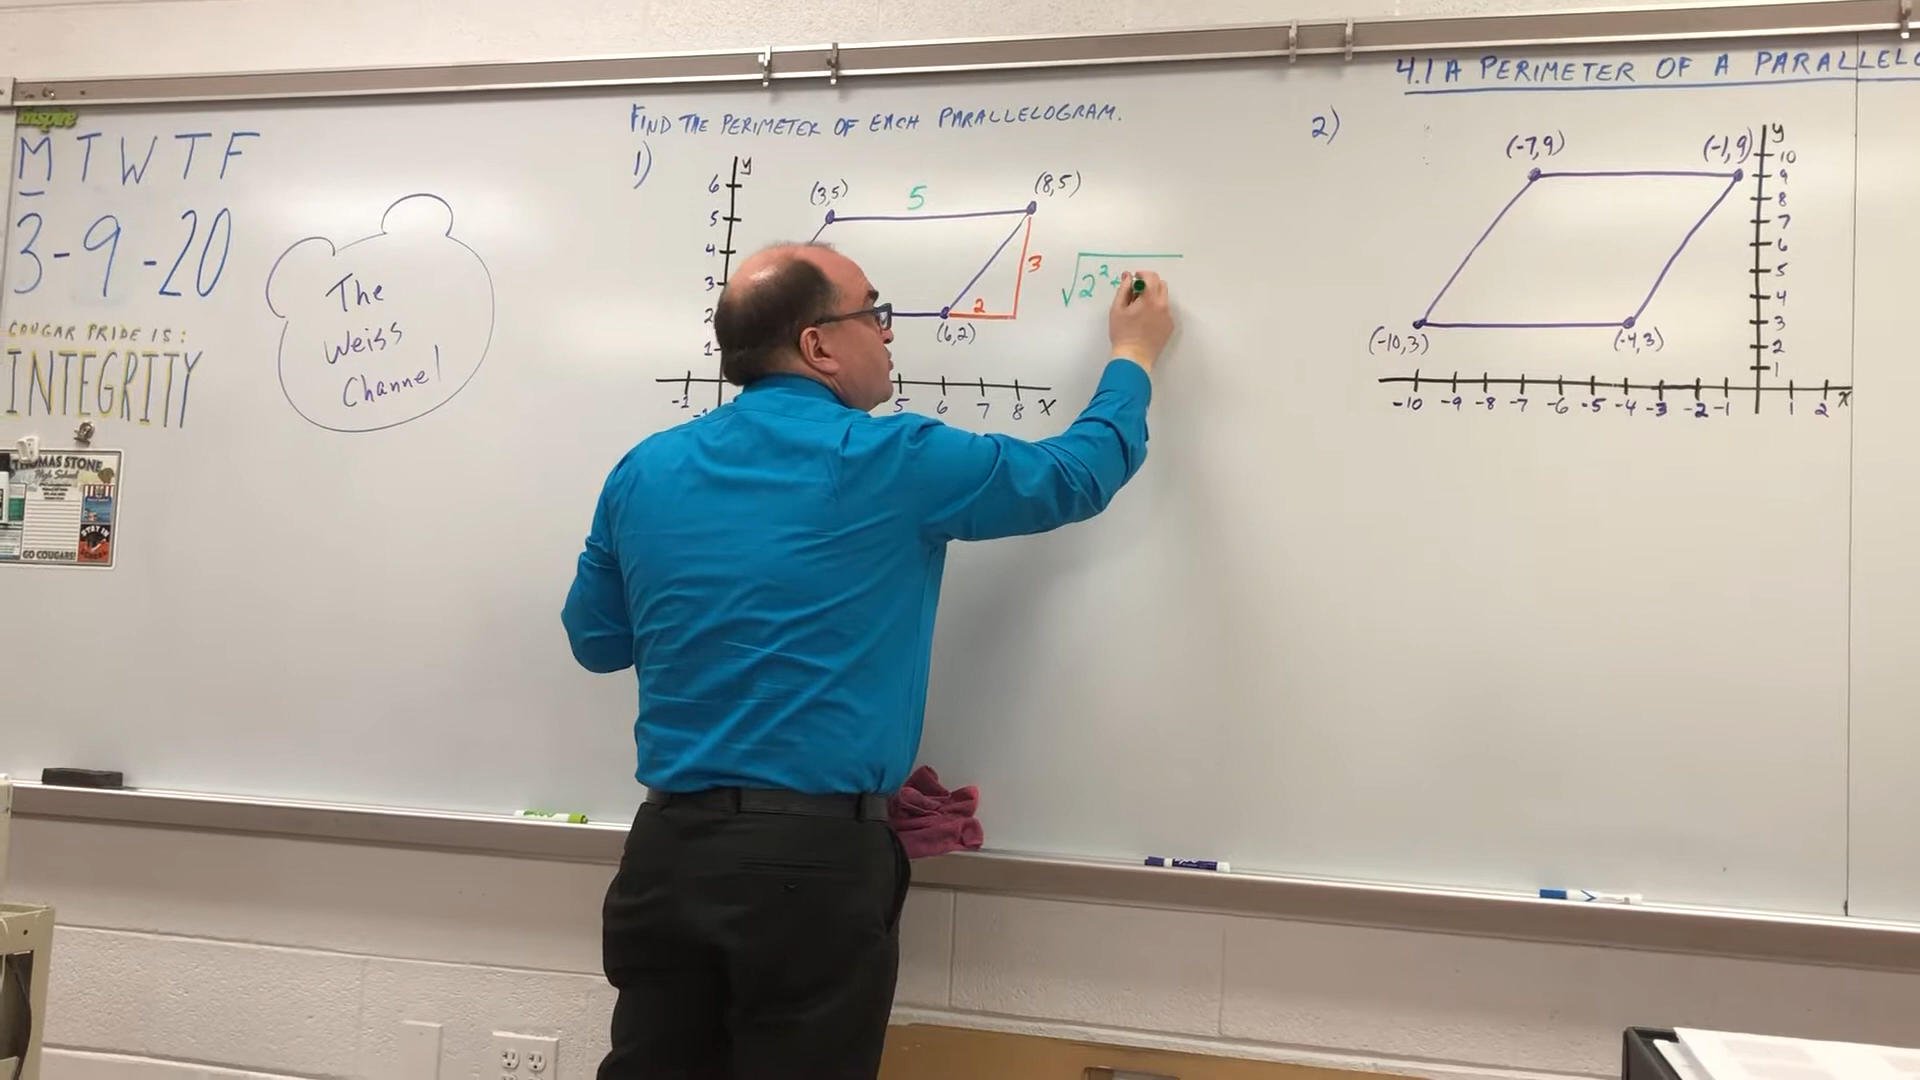 4.1A PERIMETER OF A PARALLELO
inspire
M T W T F
3-9-20
COUGAR PRIDE IS:
INTEGRITY
THOMAS STONE
High School
STAY IN
GO COUGARS!
The
Weiss
Channel
FIND THE PERIMETER OF EACH PARALLELOGRAM.
1)
y
6
5
4
3
2
1
(3,5)
5
(8,5)
3
2
(6,2)
-1
5 6 7 8 x
-1
√2²+
2)
(-7,9)
(-1,9)
(-10,3)
(-4,3)
y
10
9
8
7
6
5
4
3
2
1
-10 -9 -8 -7 -6 -5 -4 -3 -2 -1 1 2 x